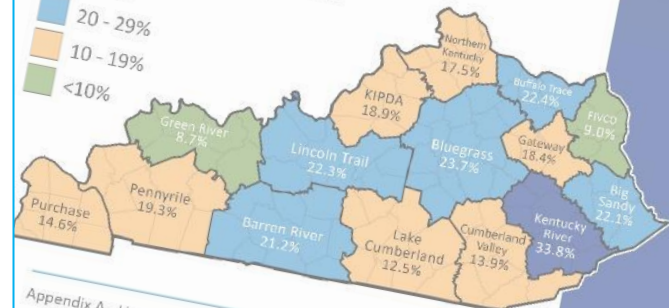 20 - 29%
10 - 19%
<10%
Northern
Kentucky
17.5%
Buffalo Trace
22.4%
FIVCO
9.0%
KIPDA
18.9%
Green River
8.7%
Lincoln Trail
22.3%
Bluegrass
23.7%
Gateway
18.4%
Big
Sandy
22.1%
Purchase
14.6%
Pennyrile
19.3%
Barren River
21.2%
Lake
Cumberland
12.5%
Cumberland
Valley
13.9%
Kentucky
River
33.8%
Appendix A